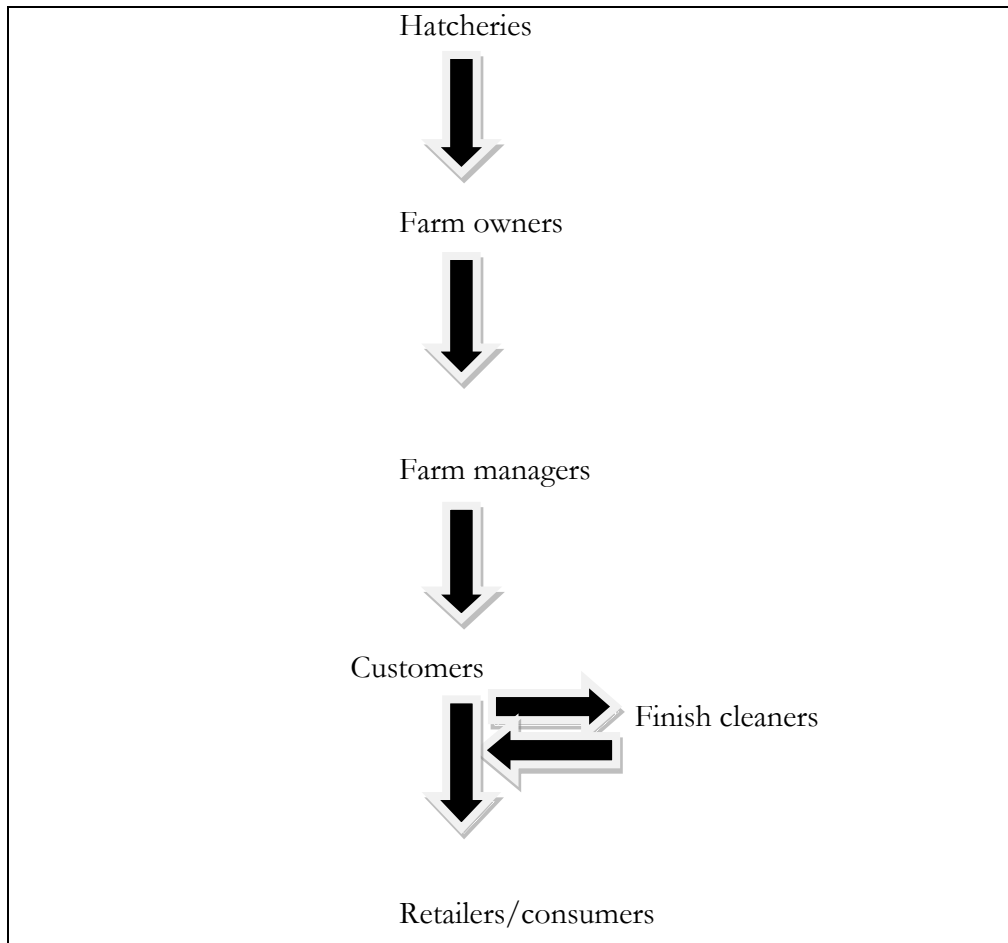 Hatcheries
Farm owners
Farm managers
Customers
Finish cleaners
Retailers/consumers